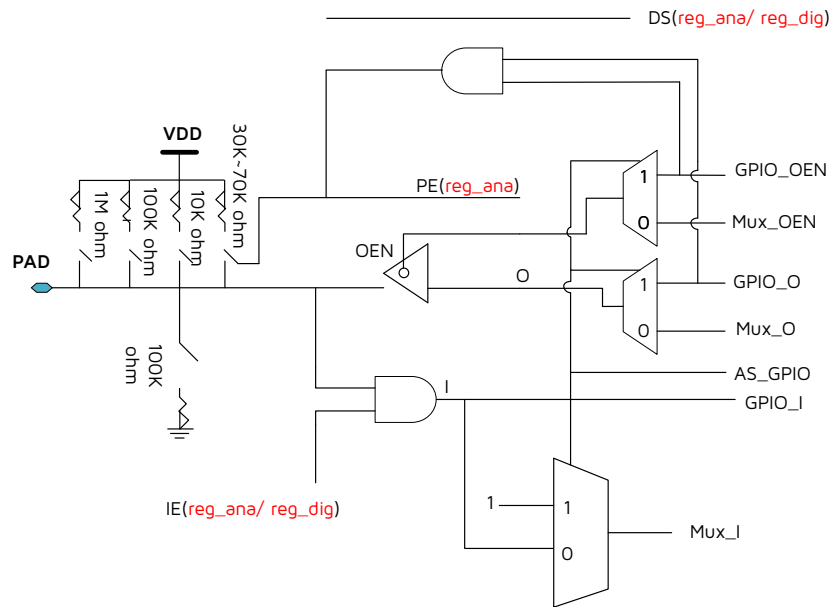 DS(reg_ana/ reg_dig)
VDD
30K~70K ohm
10K ohm
100K ohm
1M ohm
PE(reg_ana)
1
GPIO_OEN
0
Mux_OEN
PAD
OEN
O
1
GPIO_O
0
Mux_O
100K
ohm
AS_GPIO
I
GPIO_I
IE(reg_ana/ reg_dig)
1
1
0
Mux_I